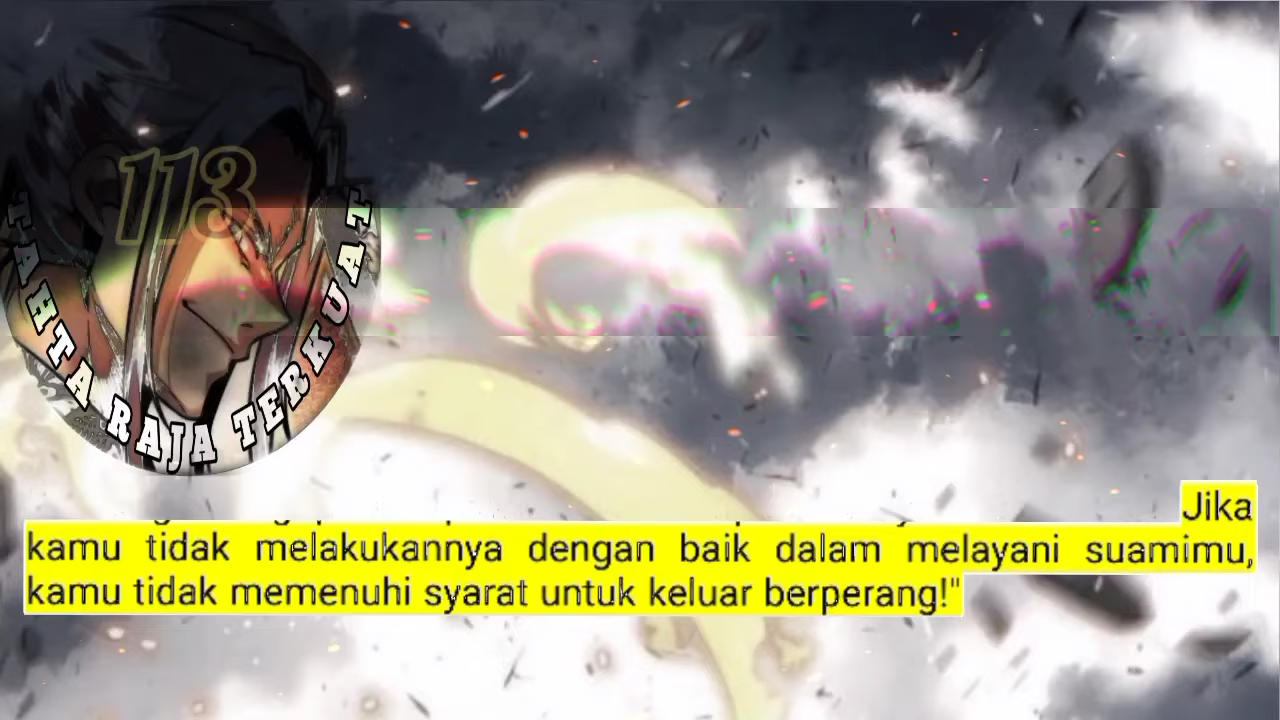 113
TAHTA RAJA TERKUAT
Jika
kamu tidak melakukannya dengan baik dalam melayani suamimu,
kamu tidak memenuhi syarat untuk keluar berperang!"